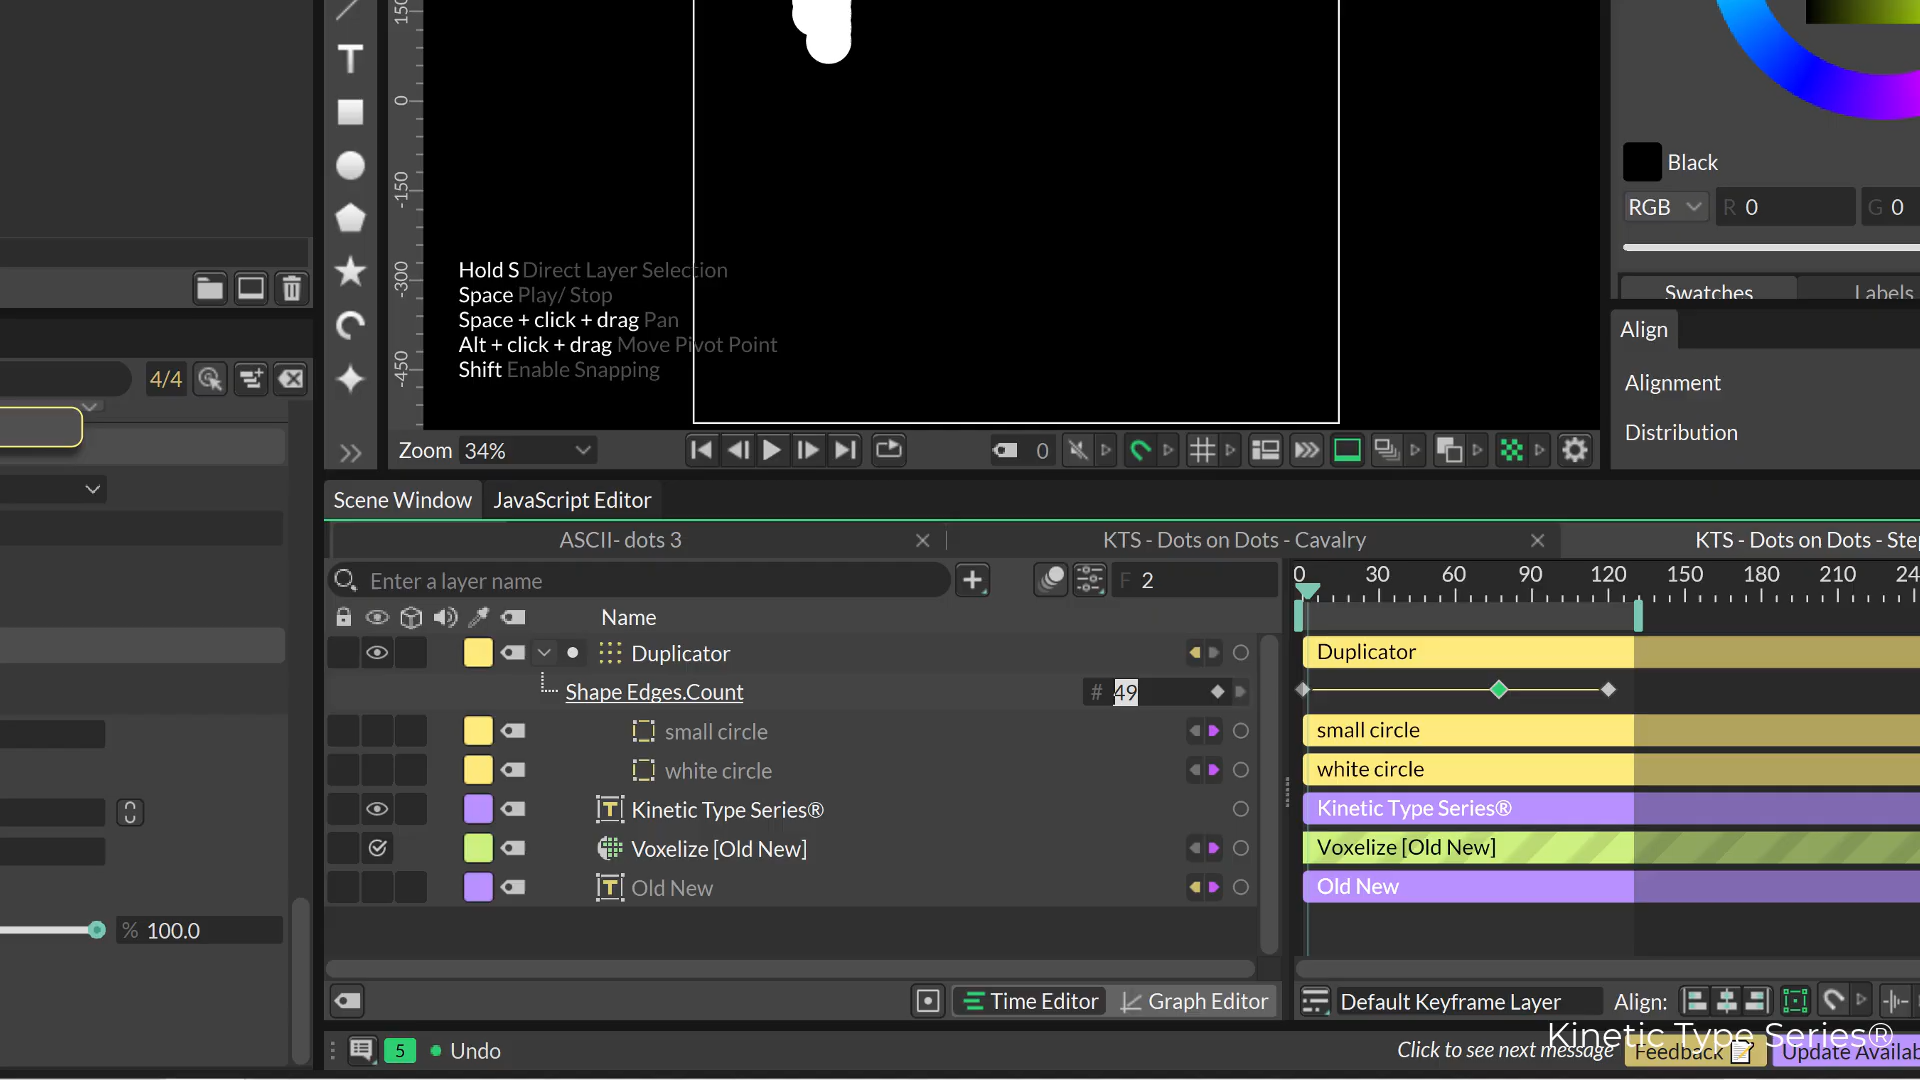 150
0
-150
-300
-450
Hold S Direct Layer Selection
Space Play/ Stop
Space + click + drag Pan
Alt + click + drag Move Pivot Point
Shift Enable Snapping
Black
RGB
R 0
G 0
Swatches
Labels
Align
Alignment
Distribution
4/4
Zoom 34%
0
Scene Window
JavaScript Editor
ASCII- dots 3
KTS - Dots on Dots - Cavalry
KTS - Dots on Dots - Step
Enter a layer name
F 2
0 30 60 90 120 150 180 210 24
Name
Duplicator
Duplicator
Shape Edges.Count
# 49
small circle
small circle
white circle
white circle
Kinetic Type Series®
Kinetic Type Series®
Voxelize [Old New]
Voxelize [Old New]
Old New
Old New
% 100.0
Time Editor
Graph Editor
Default Keyframe Layer
Align:
5
Undo
Click to see next message
Feedback
Update Availab
Kinetic Type Series®